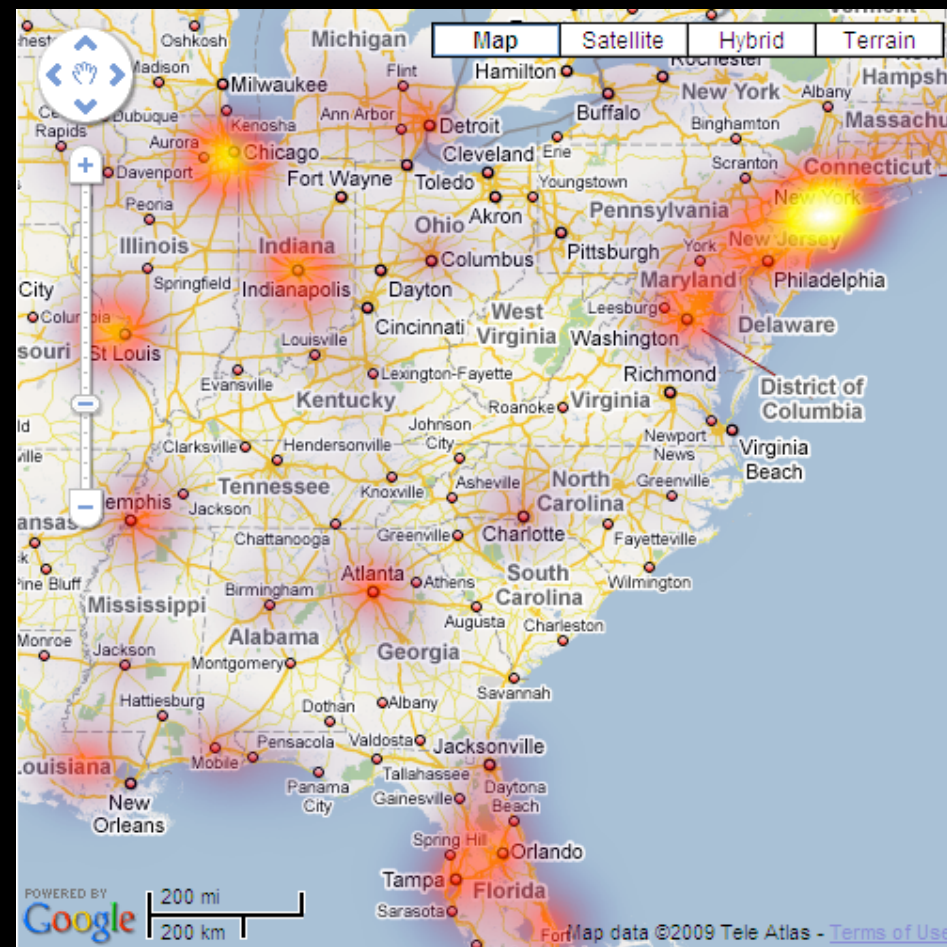 Vermont
Oshkosh
Michigan
Map
Satellite
Hybrid
Terrain
Madison
Milwaukee
Flint
Hamilton
Rochester
New York
Albany
Hampsh
Buffalo
Dubuque
Kenosha
Ann Arbor
Detroit
Binghamton
Massachu
Rapids
Aurora
Chicago
Cleveland
Erie
Scranton
Connecticut
Davenport
Fort Wayne
Toledo
Youngstown
New York
Peoria
Ohio
Akron
Pennsylvania
Illinois
Indiana
Pittsburgh
York
New Jersey
Columbus
Springfield
Indianapolis
Dayton
Maryland
Philadelphia
City
Columbia
Cincinnati
West
Virginia
Leesburg
Washington
Delaware
souri
St Louis
Louisville
Evansville
Lexington-Fayette
Richmond
District of
Columbia
Kentucky
Roanoke
Virginia
Johnson
City
Newport
News
Virginia
Beach
ville
Clarksville
Hendersonville
Tennessee
Knoxville
Asheville
North
Carolina
Greenville
emphis
Jackson
ansas
Chattanooga
Greenville
Charlotte
Fayetteville
Pine Bluff
Atlanta
Athens
South
Carolina
Wilmington
Birmingham
Mississippi
Augusta
Charleston
Alabama
Georgia
Monroe
Jackson
Montgomery
Savannah
Hattiesburg
Dothan
Albany
Pensacola
Valdosta
Jacksonville
Louisiana
Mobile
Tallahassee
New
Orleans
Panama
City
Gainesville
Daytona
Beach
Spring Hill
Orlando
Tampa
Florida
Sarasota
Fort
POWERED BY
Google
200 mi
200 km
Map data ©2009 Tele Atlas - Terms of Use